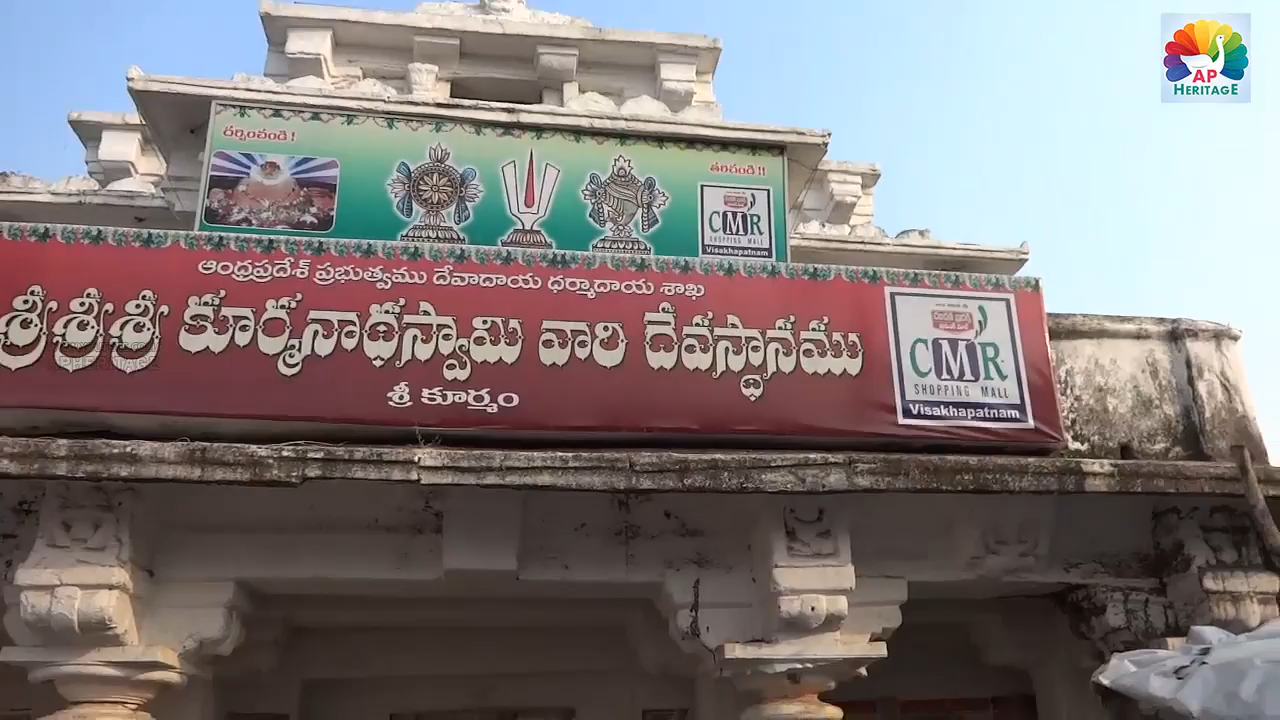 AP
HERITAGE
దర్శించండి !
తరించండి !!
CMR
SHOPPING MALL
Visakhapatnam
ఆంధ్రప్రదేశ్ ప్రభుత్వము దేవాదాయ ధర్మాదాయ శాఖ
శ్రీశ్రీశ్రీ కూర్మనాథస్వామి వారి దేవస్థానము
శ్రీ కూర్మం
CMR
SHOPPING MALL
Visakhapatnam